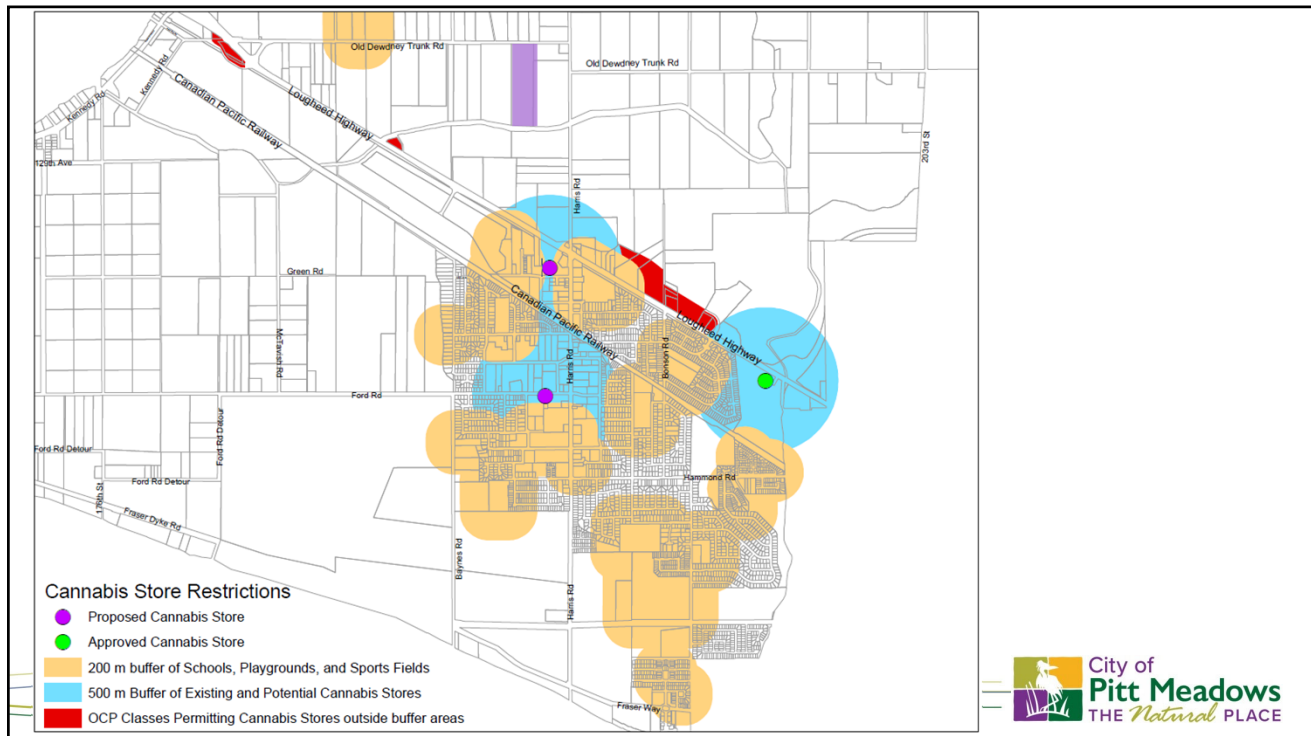 Old Dewdney Trunk Rd
Old Dewdney Trunk Rd
Kennedy Rd
Kennedy Rd
Canadian Pacific Railway
Lougheed Highway
129th Ave
203rd St
Harris Rd
Green Rd
McTavish Rd
Canadian Pacific Railway
Lougheed Highway
Harris Rd
Bonson Rd
Ford Rd
Ford Rd Detour
Ford Rd Detour
Ford Rd Detour
176th St
Hammond Rd
Fraser Dyke Rd
Baynes Rd
Harris Rd
Fraser Way
Cannabis Store Restrictions
Proposed Cannabis Store
Approved Cannabis Store
200 m buffer of Schools, Playgrounds, and Sports Fields
500 m Buffer of Existing and Potential Cannabis Stores
OCP Classes Permitting Cannabis Stores outside buffer areas
City of
Pitt Meadows
THE Natural PLACE